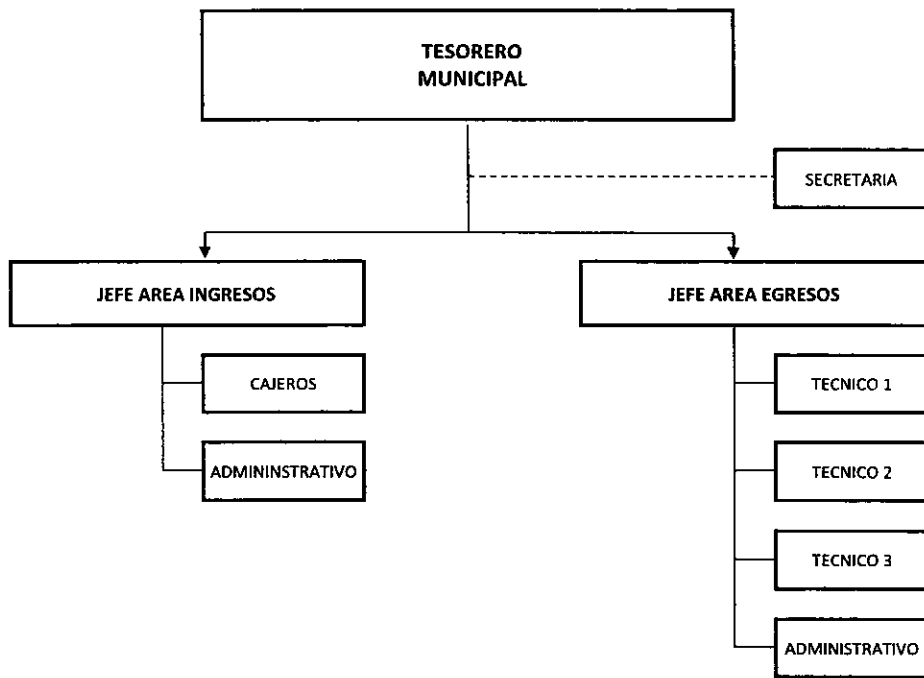 TESORERO
MUNICIPAL
SECRETARIA
JEFE AREA INGRESOS
JEFE AREA EGRESOS
CAJEROS
TECNICO 1
ADMININSTRATIVO
TECNICO 2
TECNICO 3
ADMINISTRATIVO